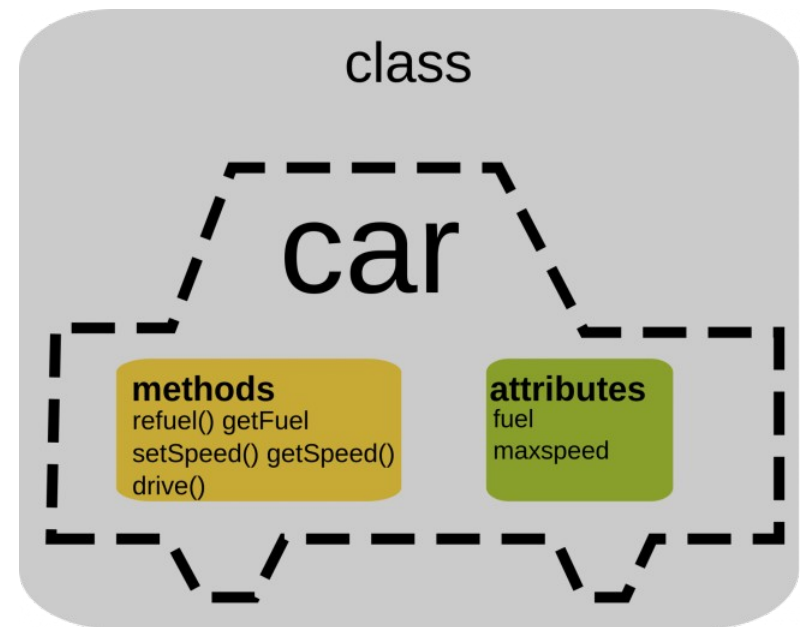 class
car
methods
refuel() getFuel
setSpeed() getSpeed()
drive()
attributes
fuel
maxspeed